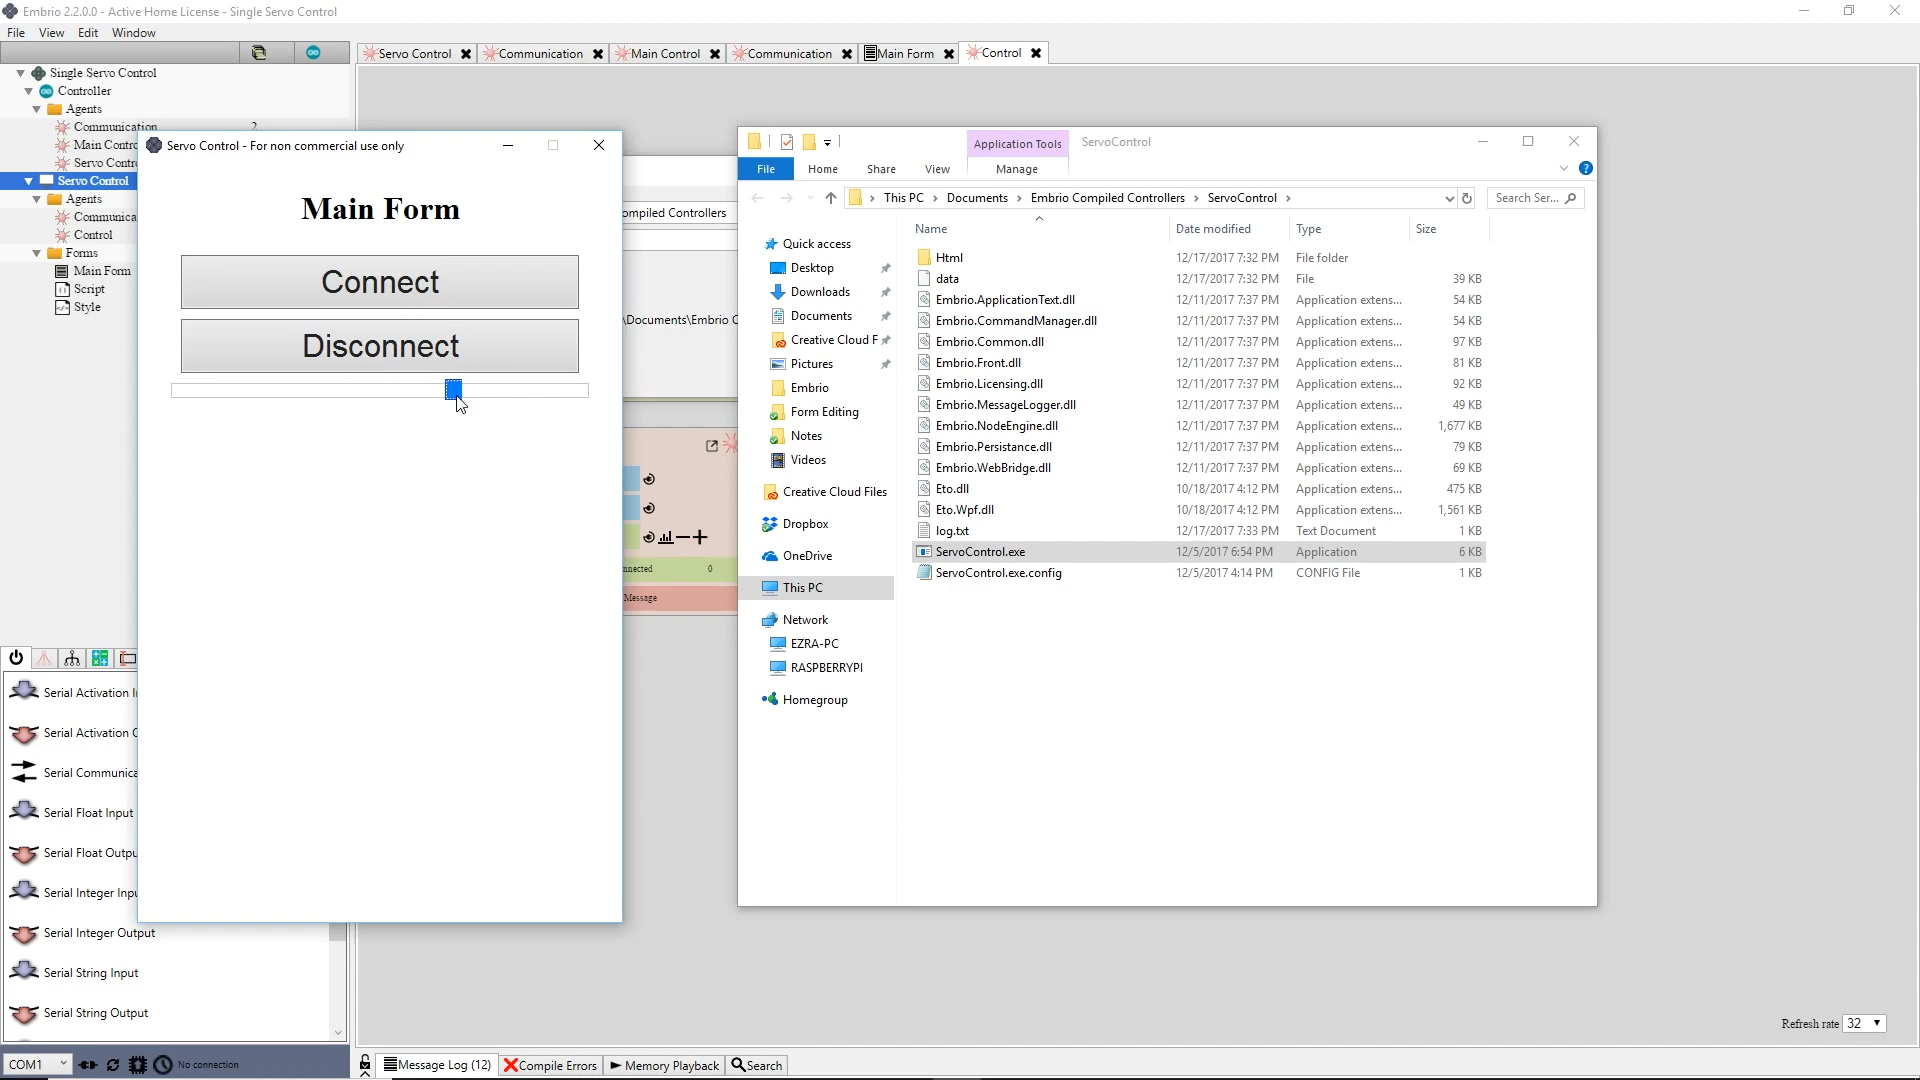 Embrio 2.2.0.0 - Active Home License - Single Servo Control
File View Edit Window
Servo Control Communication Main Control Communication Main Form Control
Single Servo Control
Controller
Agents
Communication 2
Main Contro
Servo Contro
Servo Control
Agents
Communica
Control
Forms
Main Form
Script
Style
Servo Control - For non commercial use only
Main Form
Connect
Disconnect
ompiled Controllers
\Documents\Embrio C
nnected 0
Message
Application Tools ServoControl
File Home Share View Manage
This PC Documents Embrio Compiled Controllers ServoControl Search Ser...
Quick access
Desktop
Downloads
Documents
Creative Cloud F
Pictures
Embrio
Form Editing
Notes
Videos
Creative Cloud Files
Dropbox
OneDrive
This PC
Network
EZRA-PC
RASPBERRYPI
Homegroup
Name Date modified Type Size
Html 12/17/2017 7:32 PM File folder
data 12/17/2017 7:32 PM File 39 KB
Embrio.ApplicationText.dll 12/11/2017 7:37 PM Application extens... 54 KB
Embrio.CommandManager.dll 12/11/2017 7:37 PM Application extens... 54 KB
Embrio.Common.dll 12/11/2017 7:37 PM Application extens... 97 KB
Embrio.Front.dll 12/11/2017 7:37 PM Application extens... 81 KB
Embrio.Licensing.dll 12/11/2017 7:37 PM Application extens... 92 KB
Embrio.MessageLogger.dll 12/11/2017 7:37 PM Application extens... 49 KB
Embrio.NodeEngine.dll 12/11/2017 7:37 PM Application extens... 1,677 KB
Embrio.Persistance.dll 12/11/2017 7:37 PM Application extens... 79 KB
Embrio.WebBridge.dll 12/11/2017 7:37 PM Application extens... 69 KB
Eto.dll 10/18/2017 4:12 PM Application extens... 475 KB
Eto.Wpf.dll 10/18/2017 4:12 PM Application extens... 1,561 KB
log.txt 12/17/2017 7:33 PM Text Document 1 KB
ServoControl.exe 12/5/2017 6:54 PM Application 6 KB
ServoControl.exe.config 12/5/2017 4:14 PM CONFIG File 1 KB
Serial Activation I
Serial Activation O
Serial Communica
Serial Float Input
Serial Float Outpu
Serial Integer Inpu
Serial Integer Output
Serial String Input
Serial String Output
Refresh rate 32
COM1 No connection
Message Log (12) Compile Errors Memory Playback Search